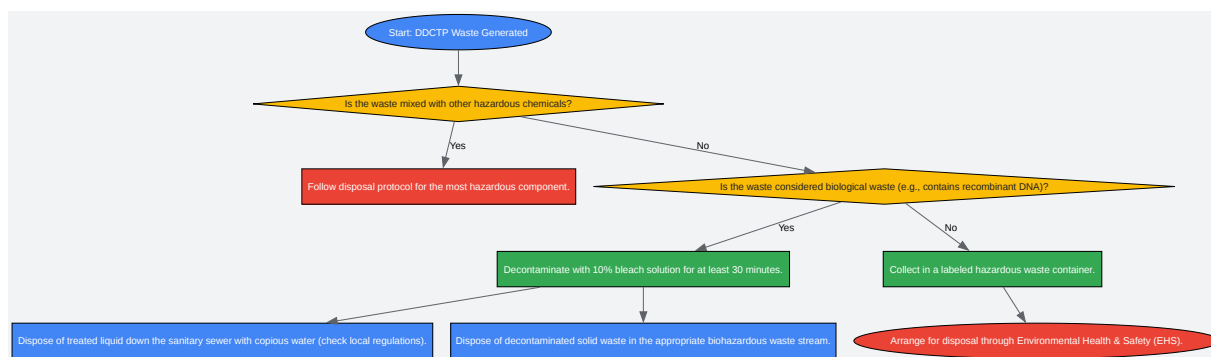 Start: DDCTP Waste Generated
Is the waste mixed with other hazardous chemicals?
Yes
No
Follow disposal protocol for the most hazardous component.
Is the waste considered biological waste (e.g., contains recombinant DNA)?
Yes
No
Decontaminate with 10% bleach solution for at least 30 minutes.
Collect in a labeled hazardous waste container.
Dispose of treated liquid down the sanitary sewer with copious water (check local regulations).
Dispose of decontaminated solid waste in the appropriate biohazardous waste stream.
Arrange for disposal through Environmental Health & Safety (EHS).